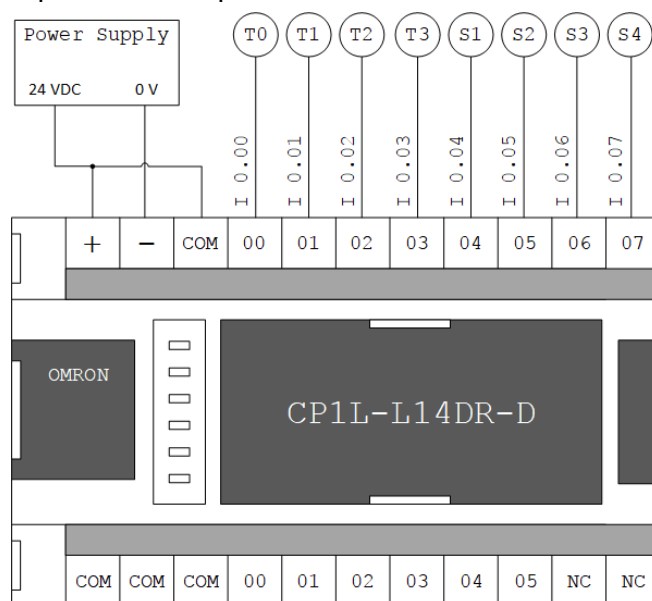 Power Supply
24 VDC 0 V
T0 T1 T2 T3 S1 S2 S3 S4
I 0.00 I 0.01 I 0.02 I 0.03 I 0.04 I 0.05 I 0.06 I 0.07
+ − COM 00 01 02 03 04 05 06 07
OMRON
CP1L-L14DR-D
COM COM COM 00 01 02 03 04 05 NC NC